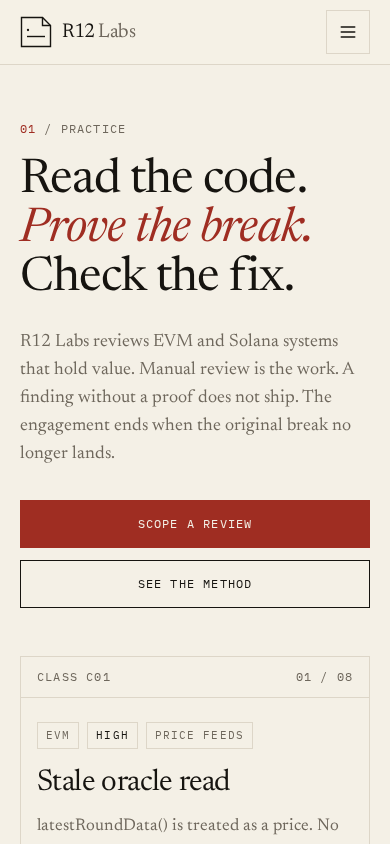 R12 Labs
01 / PRACTICE
Read the code.
Prove the break.
Check the fix.
R12 Labs reviews EVM and Solana systems
that hold value. Manual review is the work. A
finding without a proof does not ship. The
engagement ends when the original break no
longer lands.
SCOPE A REVIEW
SEE THE METHOD
CLASS C01 01 / 08
EVM HIGH PRICE FEEDS
Stale oracle read
latestRoundData() is treated as a price. No